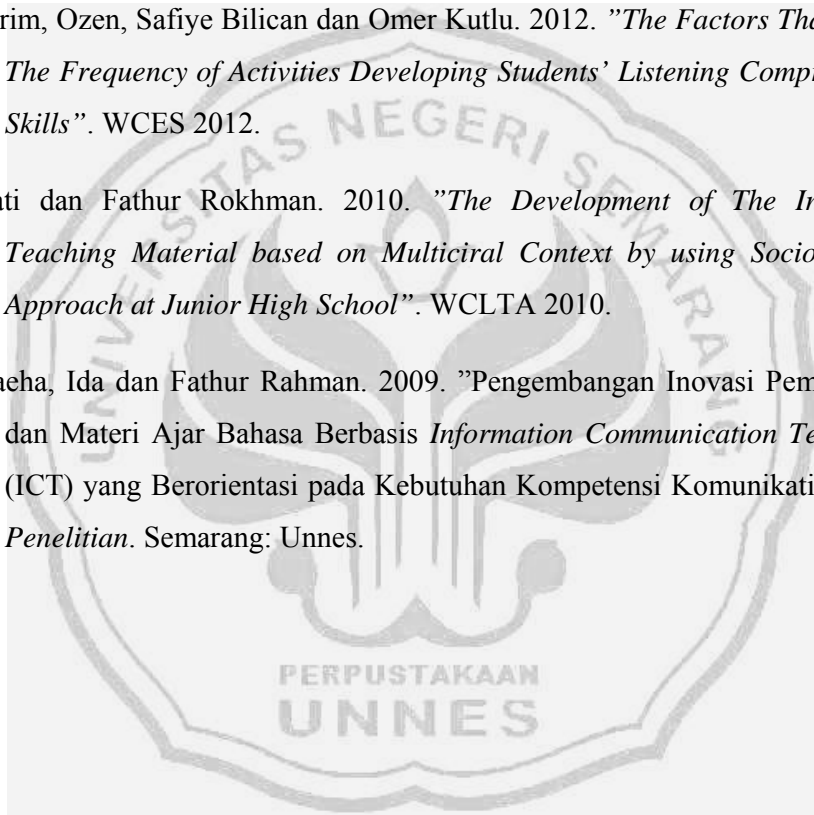 rim, Ozen, Safiye Bilican dan Omer Kutlu. 2012. ”The Factors Tha
The Frequency of Activities Developing Students’ Listening Comp
Skills”. WCES 2012.
ati dan Fathur Rokhman. 2010. ”The Development of The In
Teaching Material based on Multiciral Context by using Socio
Approach at Junior High School”. WCLTA 2010.
aeha, Ida dan Fathur Rahman. 2009. ”Pengembangan Inovasi Pem
dan Materi Ajar Bahasa Berbasis Information Communication Te
(ICT) yang Berorientasi pada Kebutuhan Kompetensi Komunikati
Penelitian. Semarang: Unnes.
UNIVERSITAS NEGERI SEMARANG
PERPUSTAKAAN
UNNES